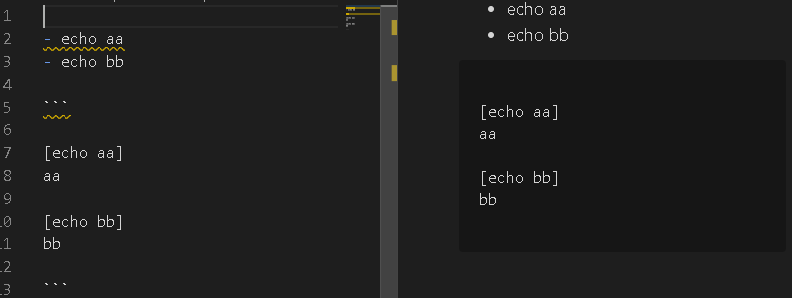 1
2 - echo aa
3 - echo bb
4
5 ```
6
7 [echo aa]
8 aa
9
10 [echo bb]
11 bb
12
13 ```
• echo aa
• echo bb
[echo aa]
aa
[echo bb]
bb